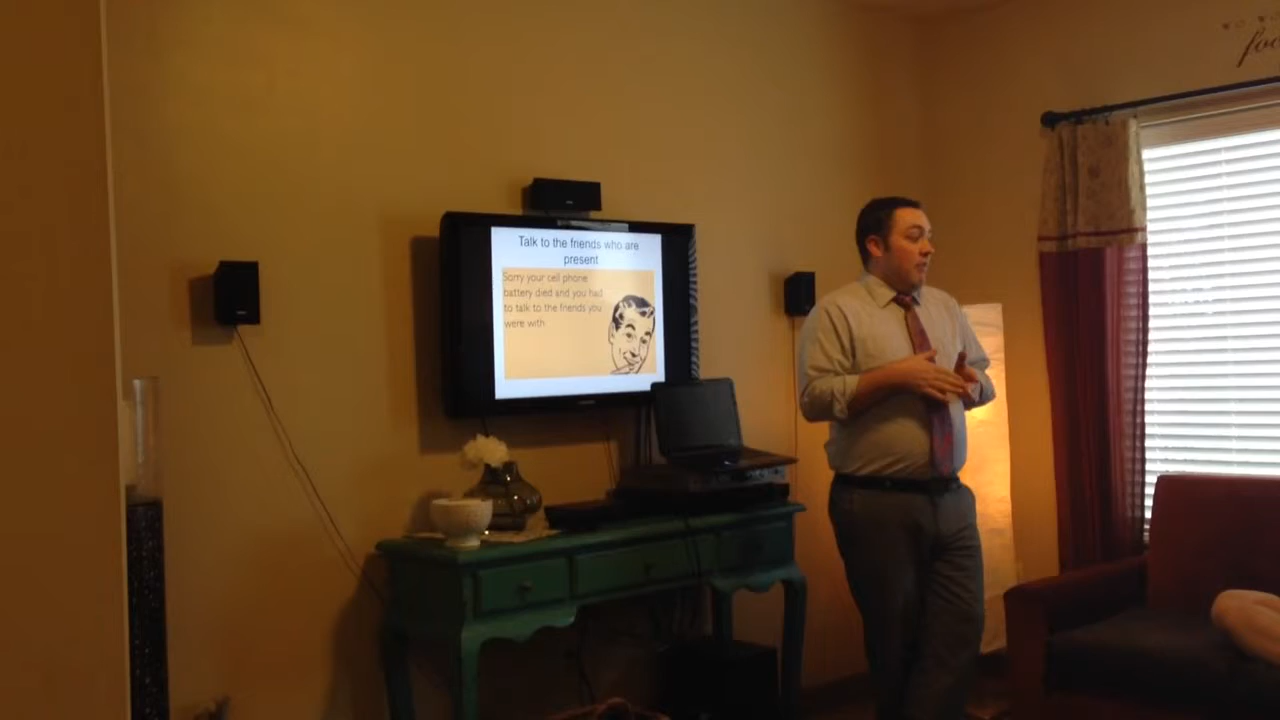 Talk to the friends who are
present
Sorry your cell phone
battery died and you had
to talk to the friends you
were with